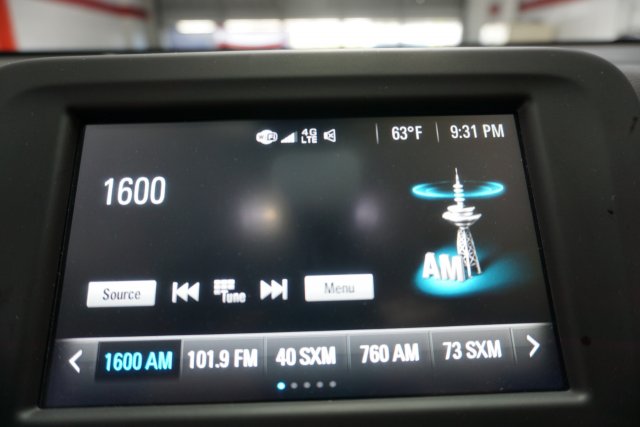 WiFi 4G LTE 63°F 9:31 PM
1600
AM
Source Tune Menu
1600 AM 101.9 FM 40 SXM 760 AM 73 SXM